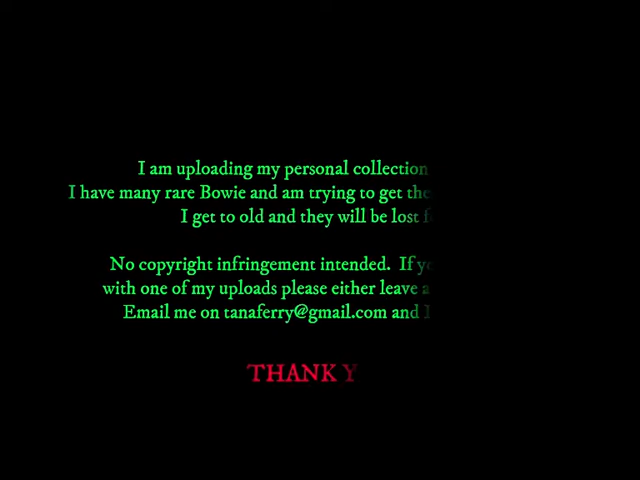 I am uploading my personal collection
I have many rare Bowie and am trying to get the
I get to old and they will be lost
No copyright infringement intended. If
with one of my uploads please either leave a
Email me on tanaferry@gmail.com and I
THANK Y